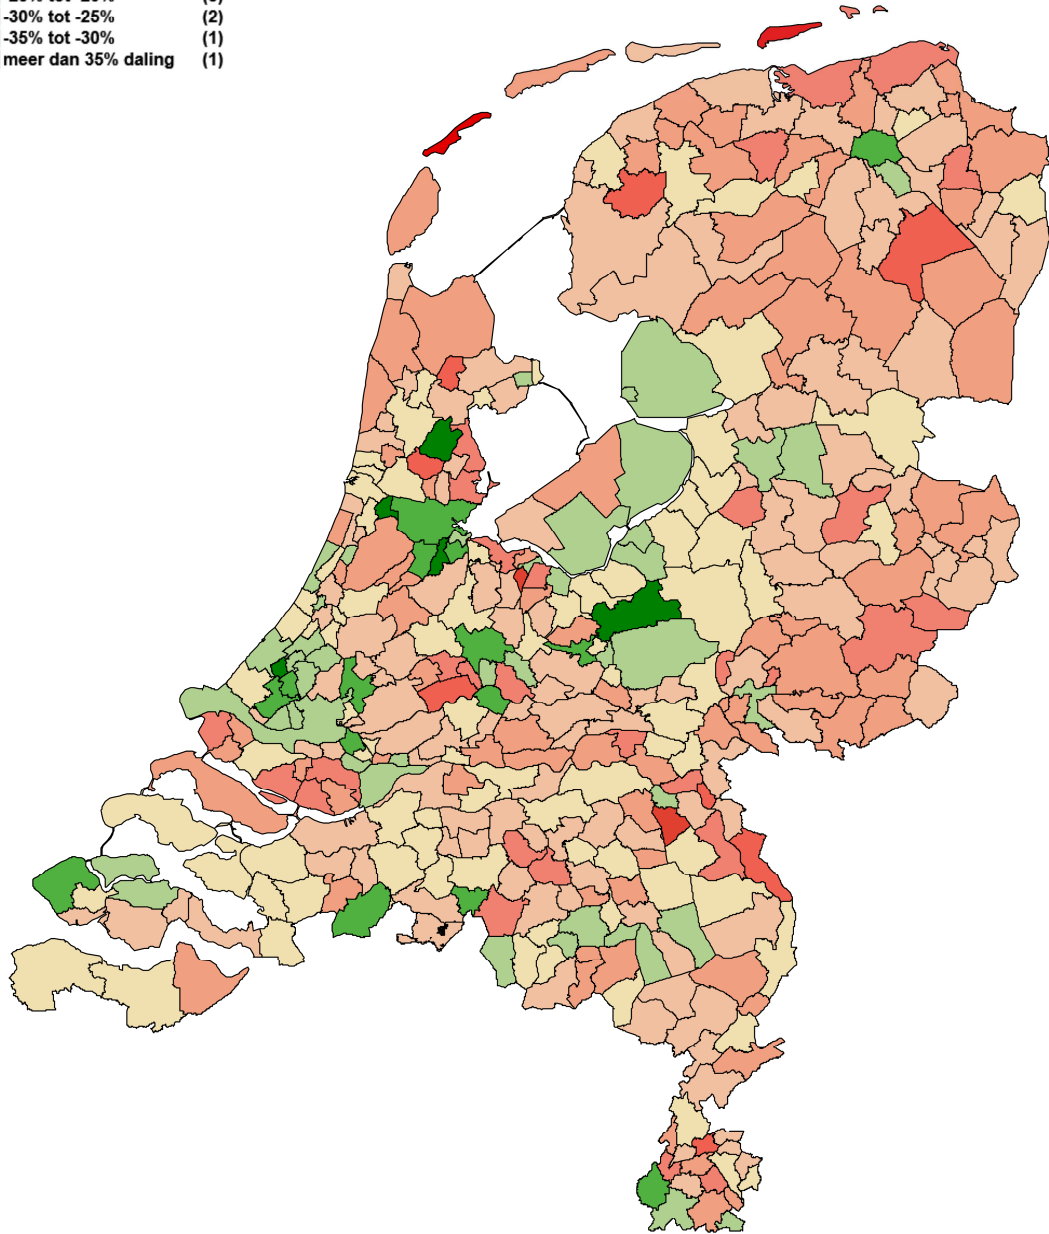 -30% tot -25% (2)
-35% tot -30% (1)
meer dan 35% daling (1)